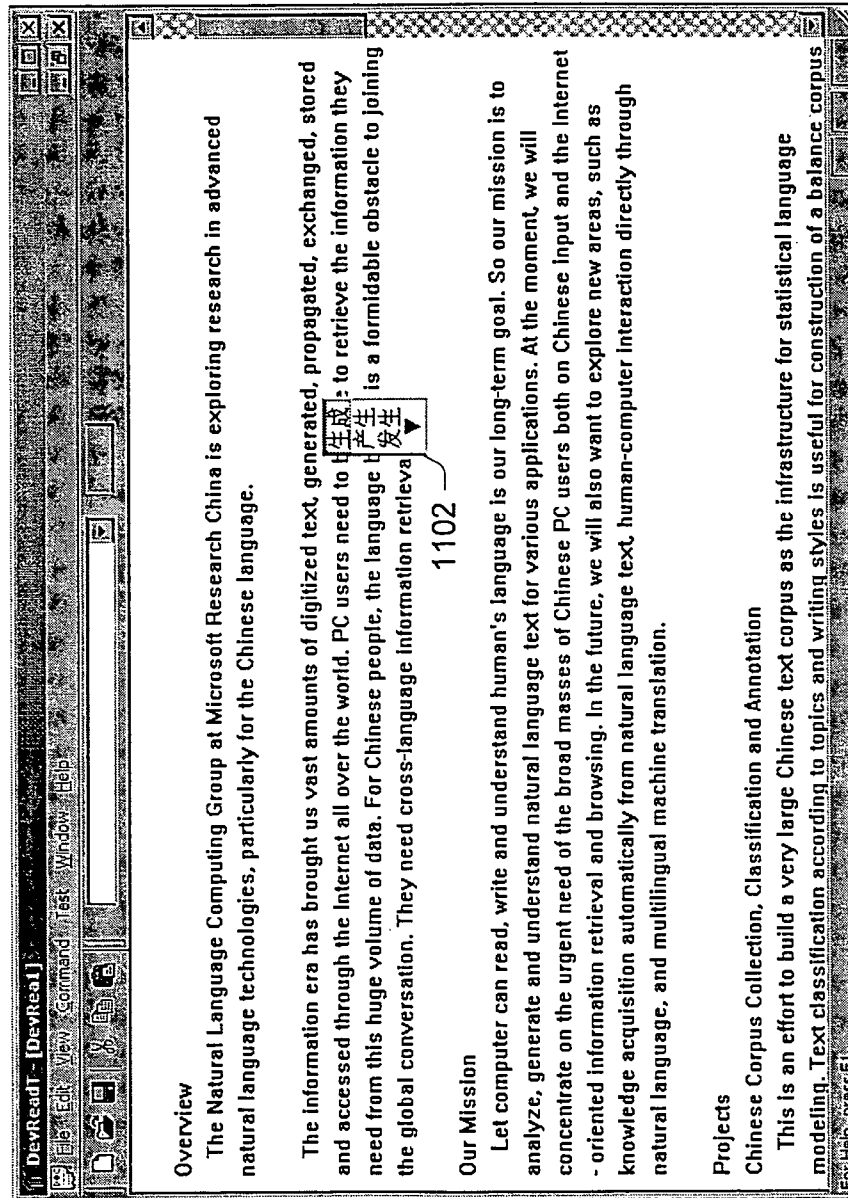 DevReadT - [DevRea1]
File Edit View Command Test Window Help
Overview
The Natural Language Computing Group at Microsoft Research China is exploring research in advanced
natural language technologies, particularly for the Chinese language.
The information era has brought us vast amounts of digitized text, generated, propagated, exchanged, stored
and accessed through the Internet all over the world. PC users need to b 生成 e to retrieve the information they
产生
need from this huge volume of data. For Chinese people, the language b 发生 is a formidable obstacle to joining
the global conversation. They need cross-language information retrieva ▼
1102
Our Mission
Let computer can read, write and understand human's language is our long-term goal. So our mission is to
analyze, generate and understand natural language text for various applications. At the moment, we will
concentrate on the urgent need of the broad masses of Chinese PC users both on Chinese input and the Internet
- oriented information retrieval and browsing. In the future, we will also want to explore new areas, such as
knowledge acquisition automatically from natural language text, human-computer interaction directly through
natural language, and multilingual machine translation.
Projects
Chinese Corpus Collection, Classification and Annotation
This is an effort to build a very large Chinese text corpus as the infrastructure for statistical language
modeling. Text classification according to topics and writing styles is useful for construction of a balance corpus
For Help, press F1